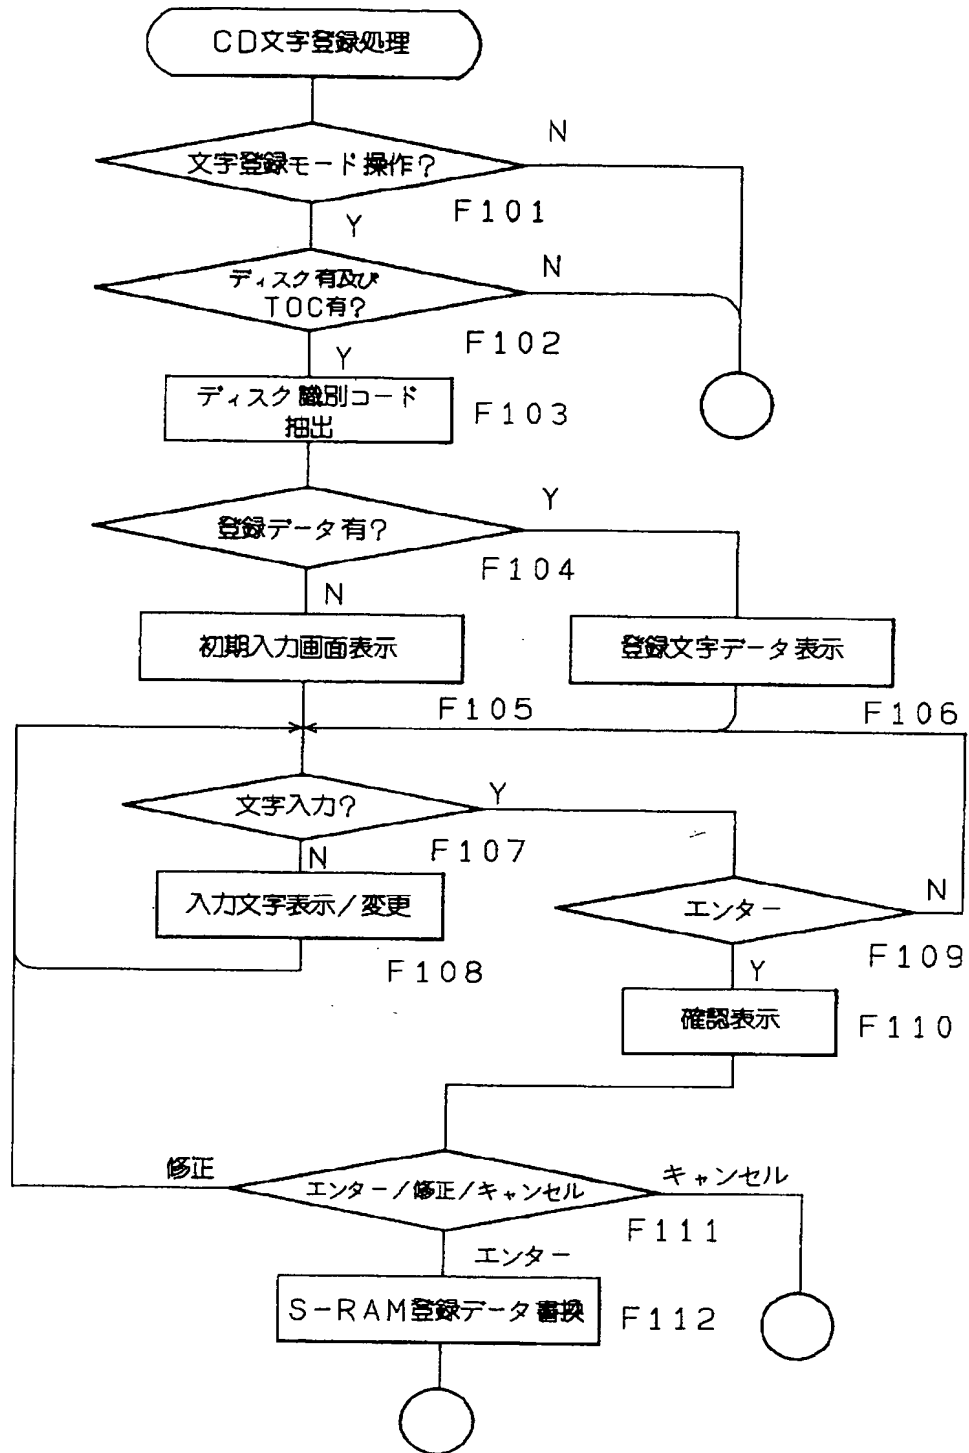 CD文字登録処理
N
文字登録モード操作?
F101
Y
ディスク有及び
TOC有?
N
F102
Y
ディスク識別コード
抽出
F103
登録データ有?
Y
F104
N
初期入力画面表示
登録文字データ表示
F105
F106
文字入力?
Y
F107
N
入力文字表示/変更
エンター
N
F108
F109
Y
確認表示
F110
修正
エンター/修正/キャンセル
キャンセル
F111
エンター
S-RAM登録データ書換
F112